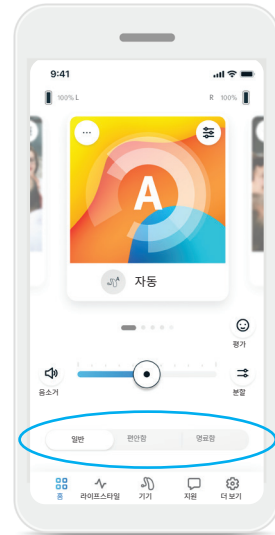 9:41
100% L
R 100%
A
A
자동
평가
음소거
분할
일반 편안함 명료함
홈 라이프스타일 기기 지원 더 보기